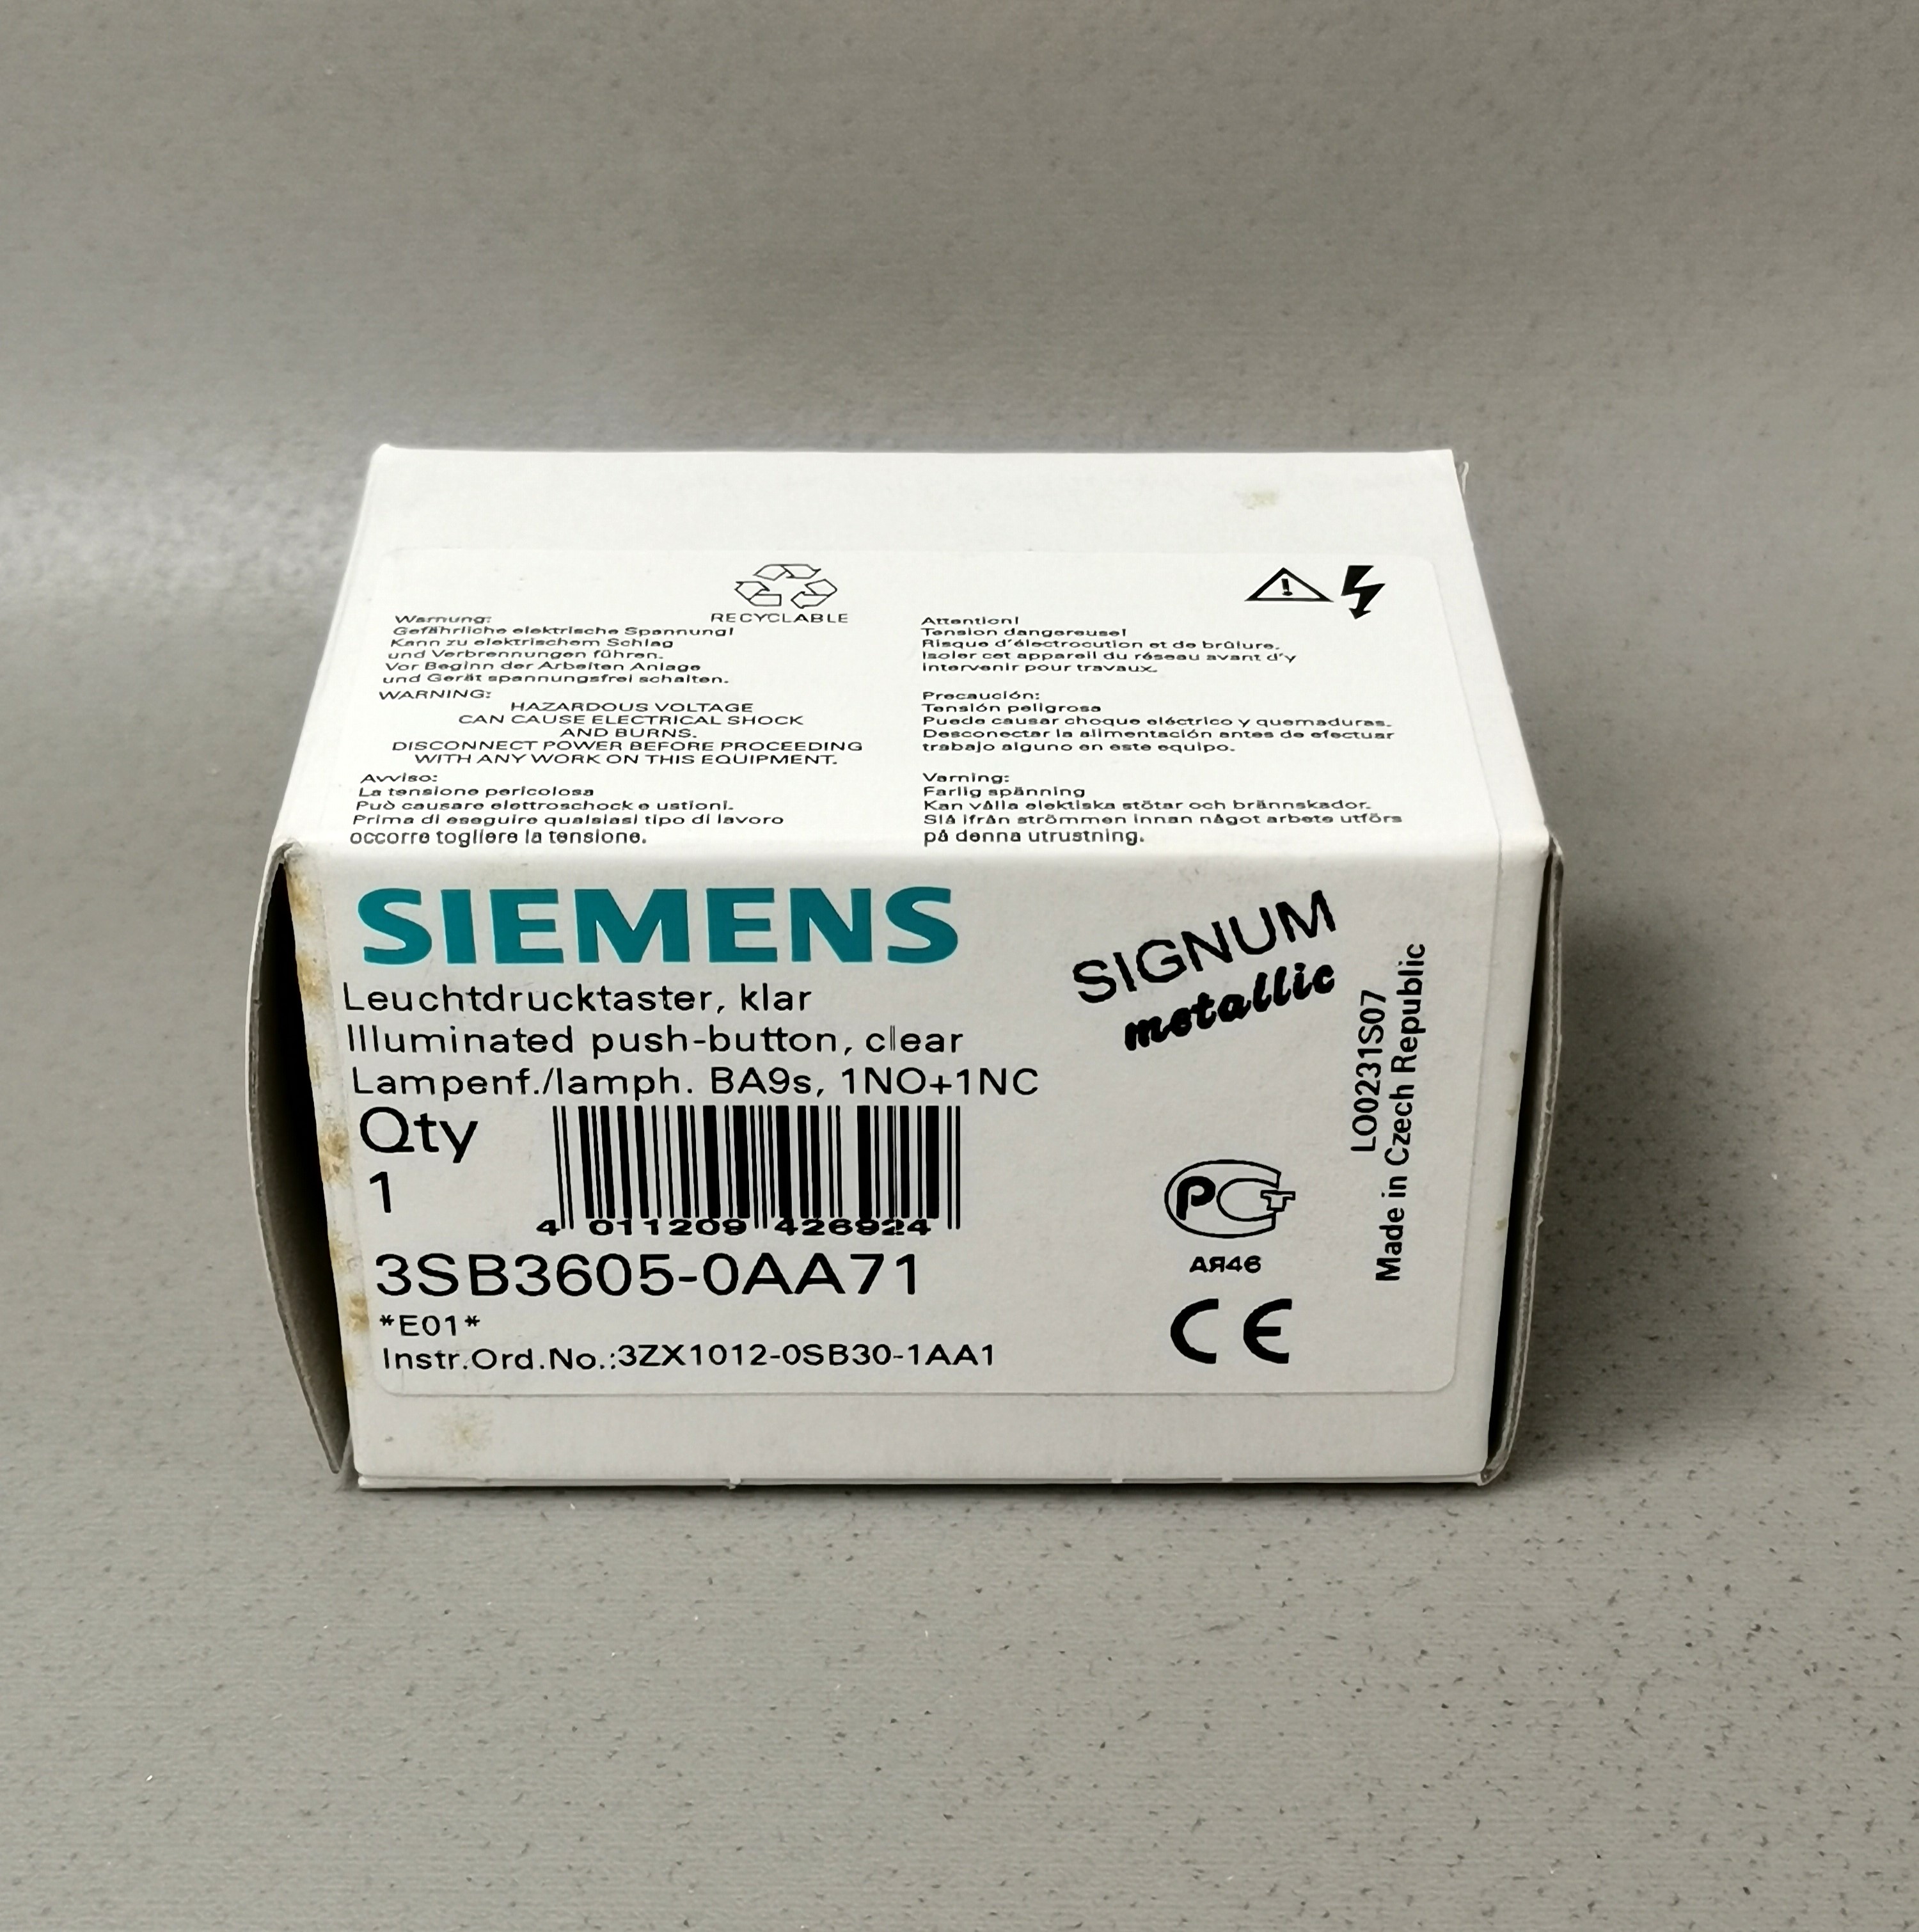 RECYCLABLE
Warnung:
Gefährliche elektrische Spannung!
Kann zu elektrischem Schlag
und Verbrennungen führen.
Vor Beginn der Arbeiten Anlage
und Gerät spannungsfrei schalten.
WARNING:
HAZARDOUS VOLTAGE
CAN CAUSE ELECTRICAL SHOCK
AND BURNS.
DISCONNECT POWER BEFORE PROCEEDING
WITH ANY WORK ON THIS EQUIPMENT.
Avviso:
La tensione pericolosa
Può causare elettroschock e ustioni.
Prima di eseguire qualsiasi tipo di lavoro
occorre togliere la tensione.
Attention!
Tension dangereuse!
Risque d'électrocution et de brûlure.
Isoler cet appareil du réseau avant d'y
intervenir pour travaux.
Precaución:
Tensión peligrosa
Puede causar choque eléctrico y quemaduras.
Desconectar la alimentación antes de efectuar
trabajo alguno en este equipo.
Varning:
Farlig spänning
Kan vålla elektiska stötar och brännskador.
Slå ifrån strömmen innan något arbete utförs
på denna utrustning.
SIEMENS
Leuchtdrucktaster, klar
Illuminated push-button, clear
Lampenf./lamph. BA9s, 1NO+1NC
Qty
1
4 011209 426924
3SB3605-0AA71
*E01*
Instr.Ord.No.:3ZX1012-0SB30-1AA1
SIGNUM
metallic
РСТ
АЯ46
CE
LO0231S07
Made in Czech Republic